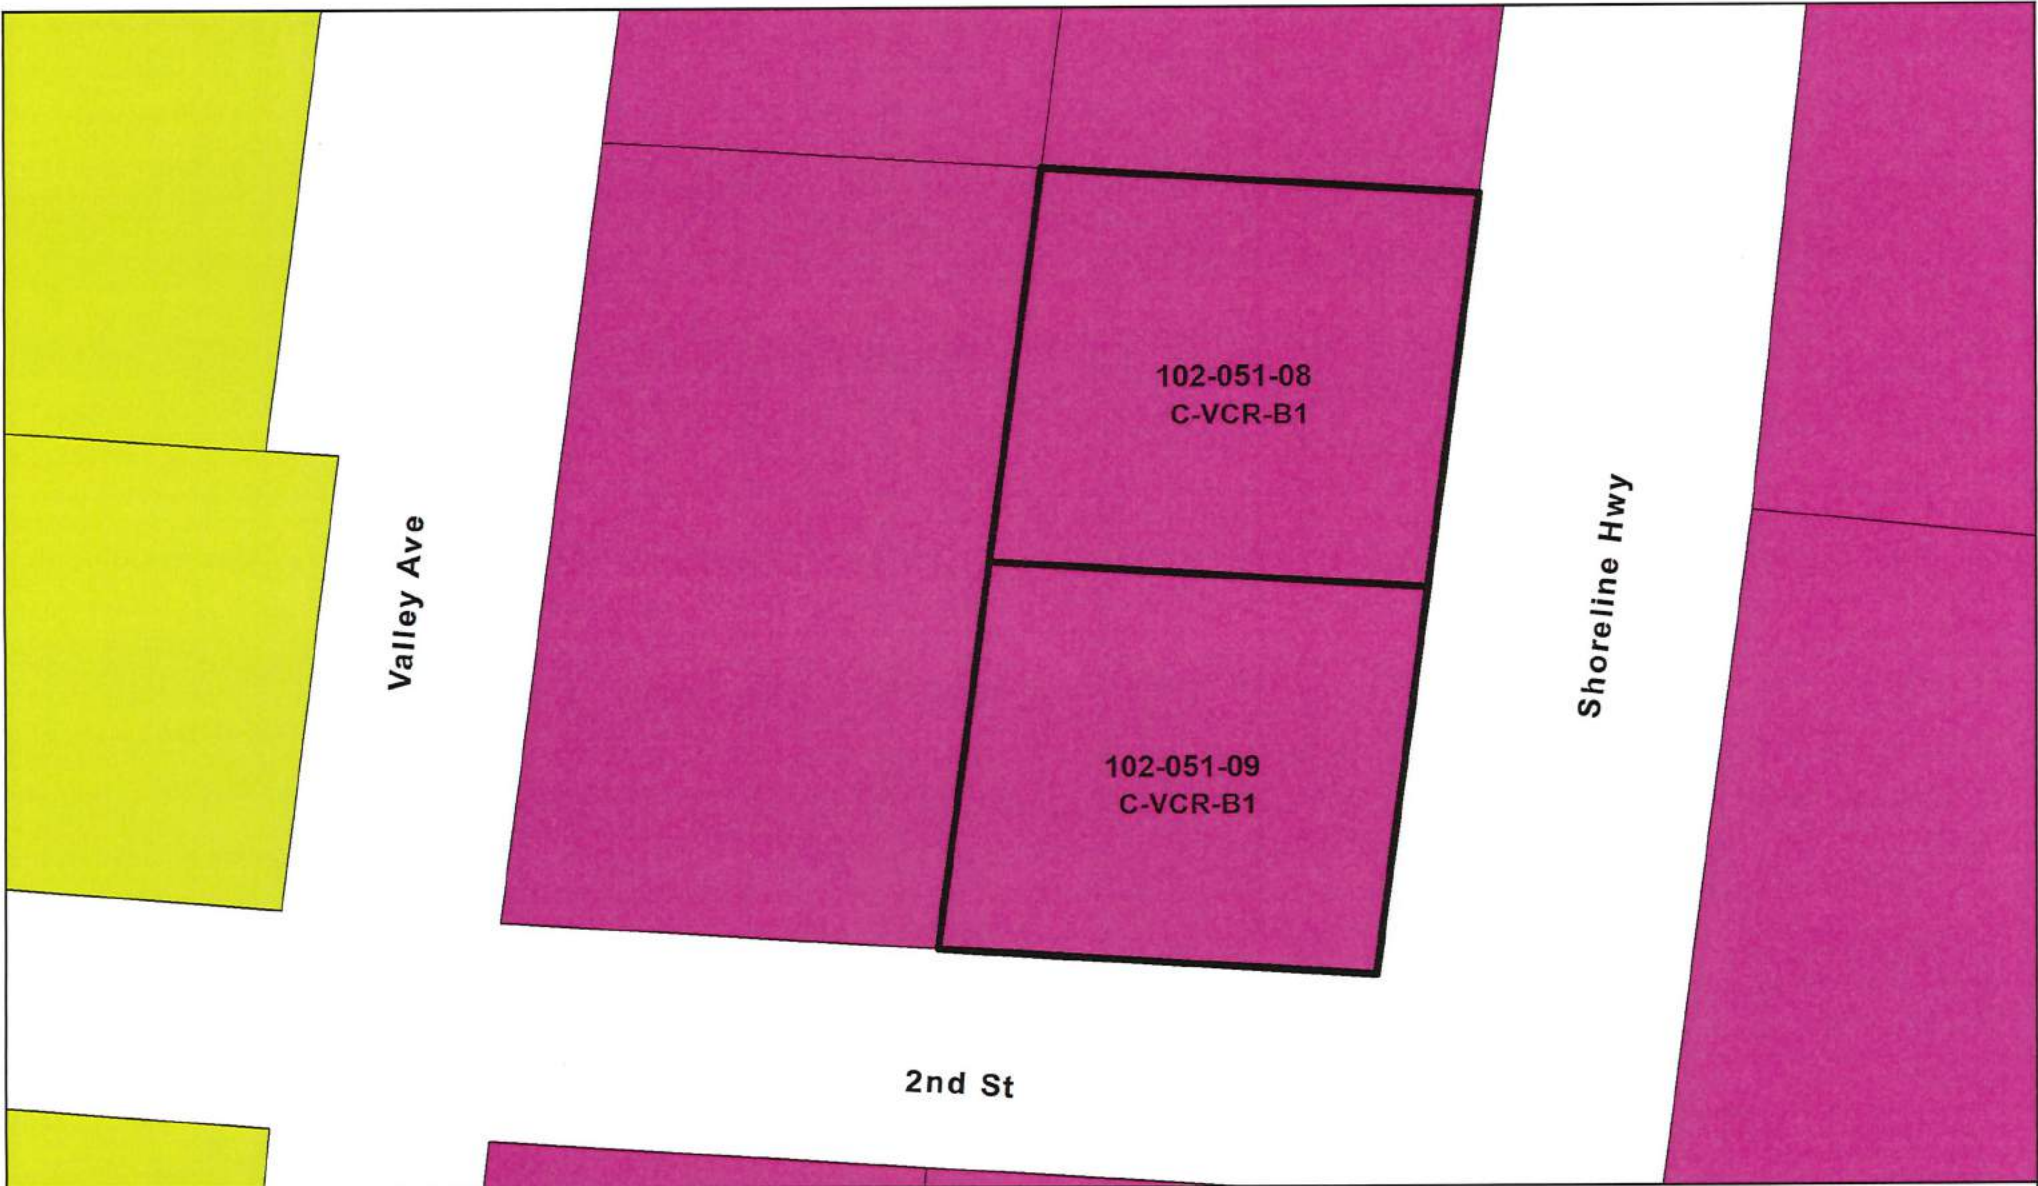 102-051-08
C-VCR-B1
Valley Ave
Shoreline Hwy
102-051-09
C-VCR-B1
2nd St